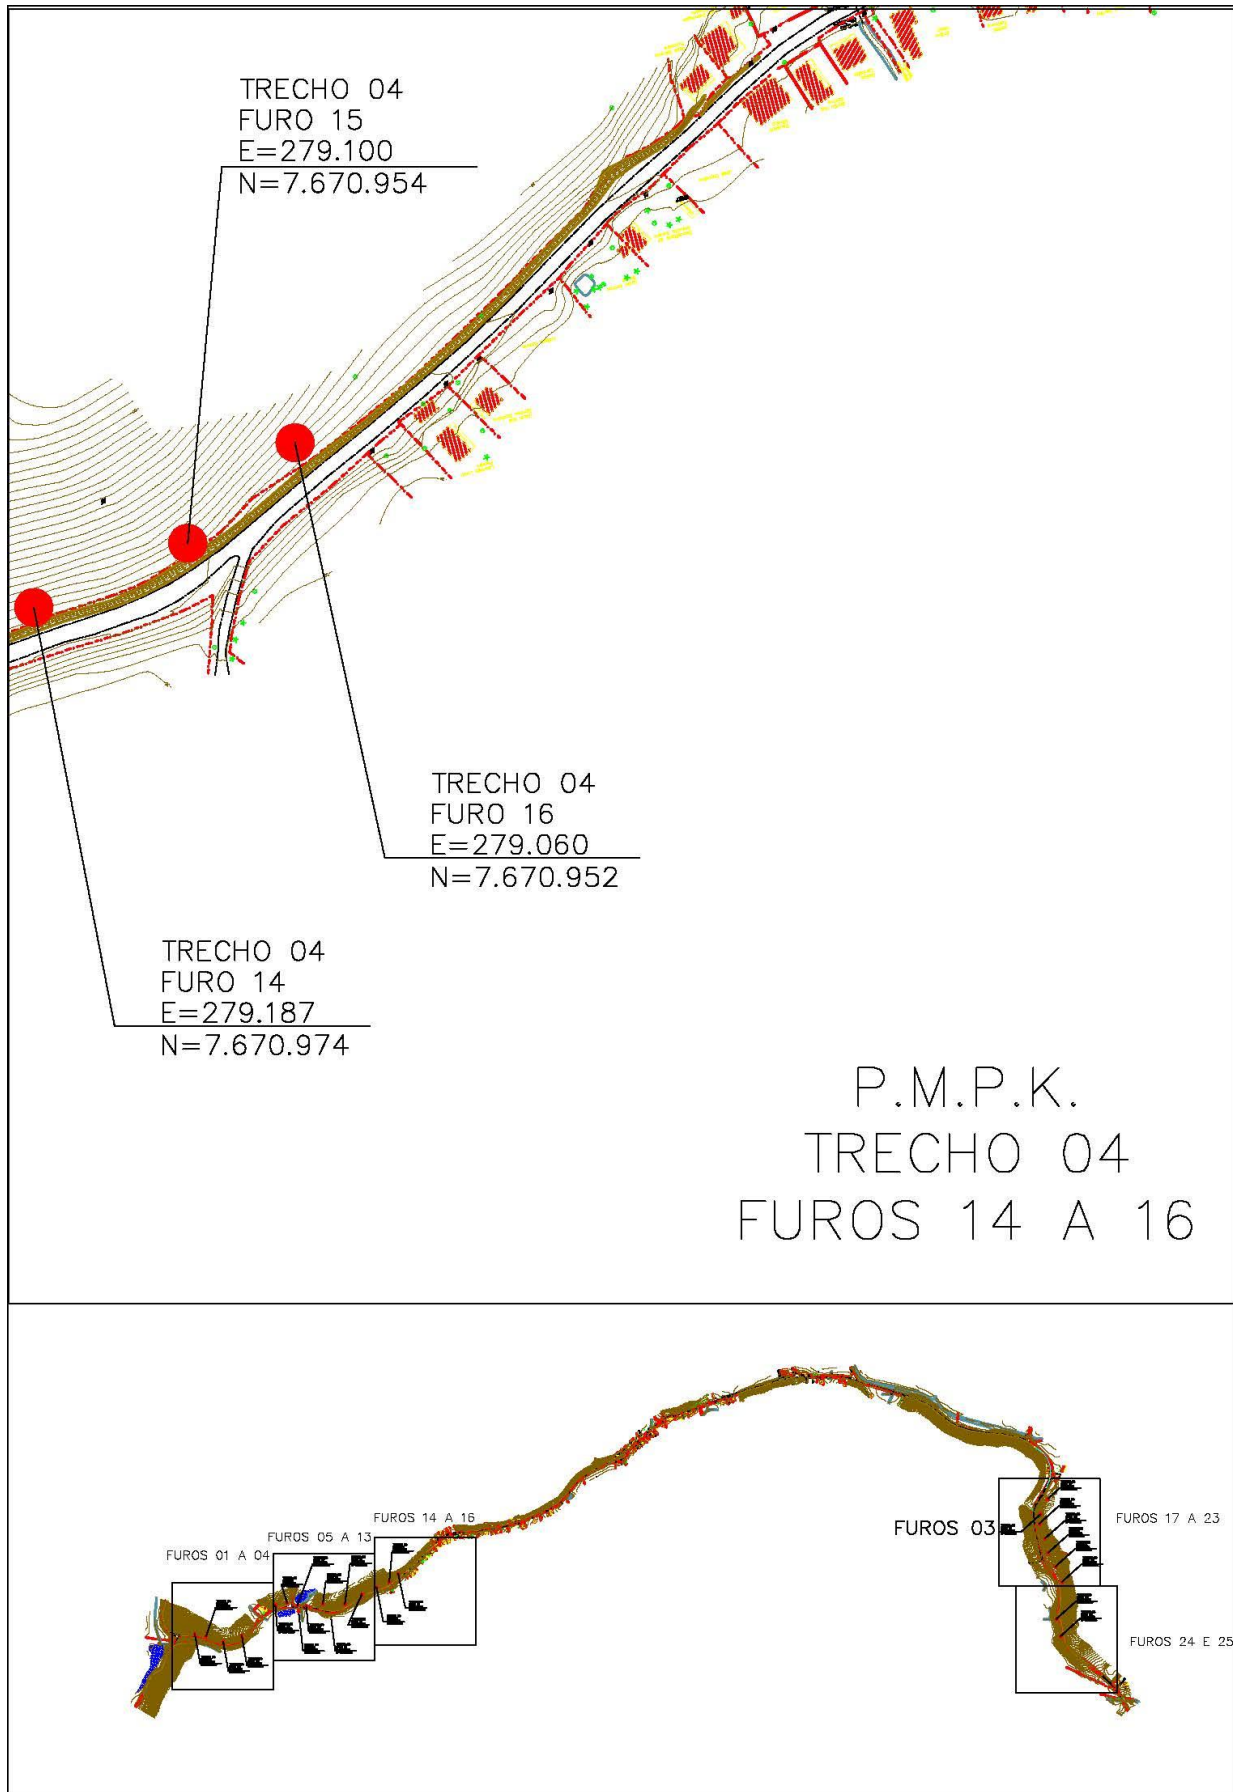 TRECHO 04
FURO 15
E=279.100
N=7.670.954
TRECHO 04
FURO 16
E=279.060
N=7.670.952
TRECHO 04
FURO 14
E=279.187
N=7.670.974
P.M.P.K.
TRECHO 04
FUROS 14 A 16
FUROS 01 A 04
FUROS 05 A 13
FUROS 14 A 16
FUROS 03
FUROS 17 A 23
FUROS 24 E 25